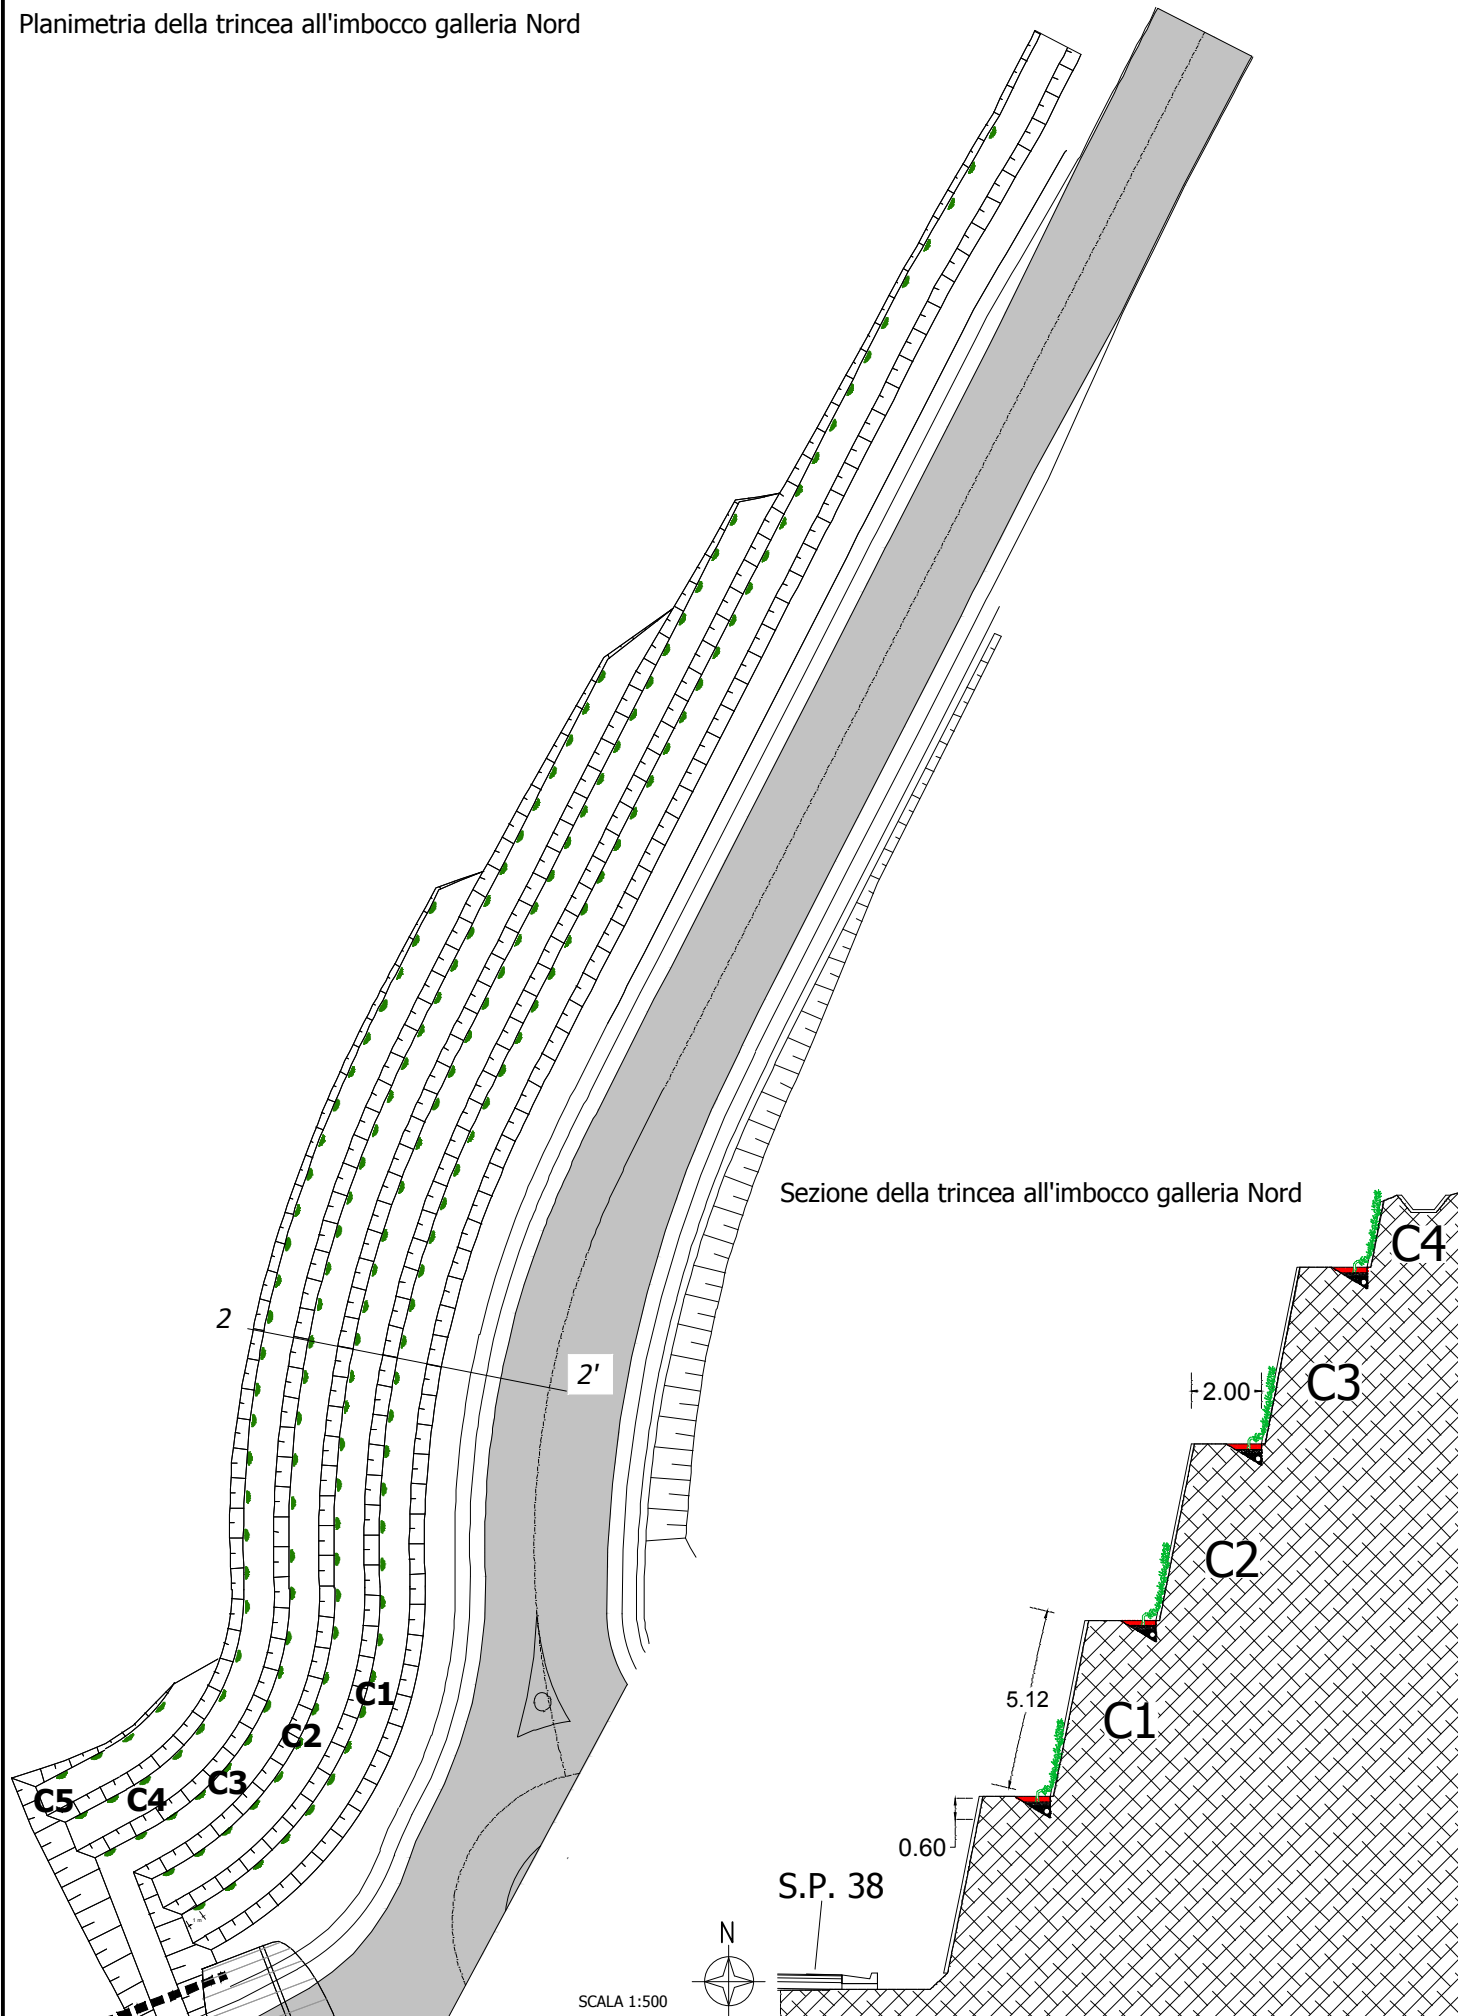 Planimetria della trincea all'imbocco galleria Nord
Sezione della trincea all'imbocco galleria Nord
C4
2
2'
C3
2.00
C2
C1
5.12
C1
C2
C3
C4
C5
0.60
S.P. 38
N
SCALA 1:500